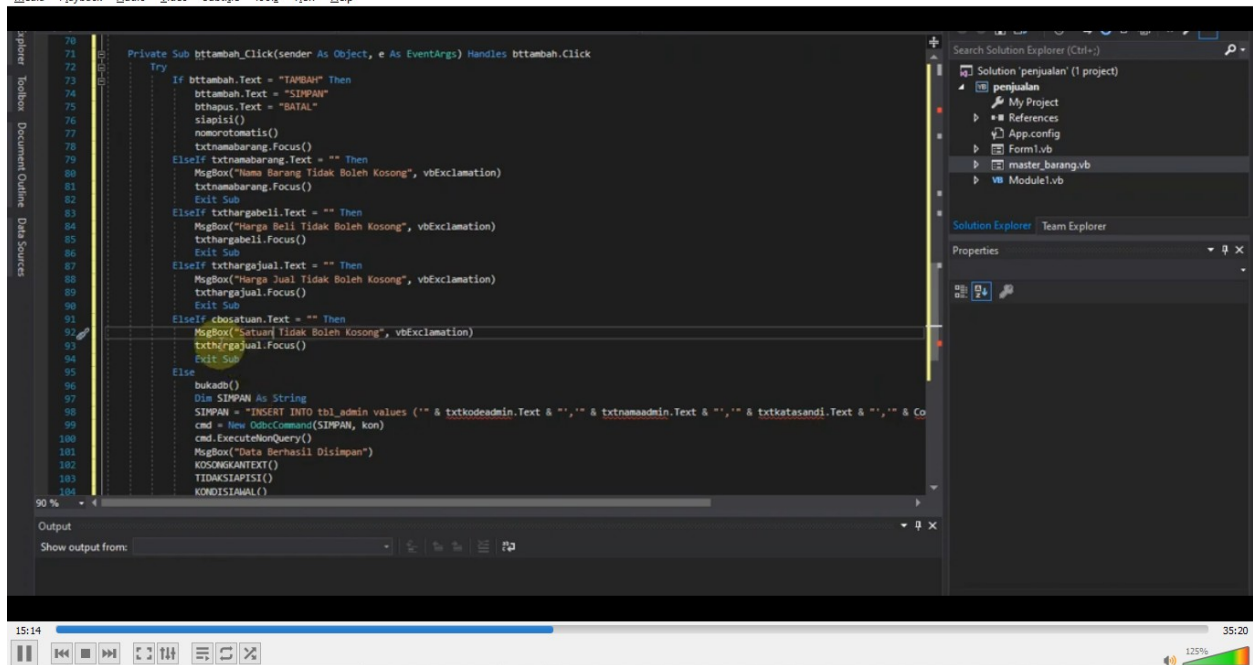 70
71 Private Sub bttambah_Click(sender As Object, e As EventArgs) Handles bttambah.Click
72 Try
73 If bttambah.Text = "TAMBAH" Then
74 bttambah.Text = "SIMPAN"
75 bthapus.Text = "BATAL"
76 siapisi()
77 nomorotomatis()
78 txtnamabarang.Focus()
79 ElseIf txtnamabarang.Text = "" Then
80 MsgBox("Nama Barang Tidak Boleh Kosong", vbExclamation)
81 txtnamabarang.Focus()
82 Exit Sub
83 ElseIf txthargabeli.Text = "" Then
84 MsgBox("Harga Beli Tidak Boleh Kosong", vbExclamation)
85 txthargabeli.Focus()
86 Exit Sub
87 ElseIf txthargajual.Text = "" Then
88 MsgBox("Harga Jual Tidak Boleh Kosong", vbExclamation)
89 txthargajual.Focus()
90 Exit Sub
91 ElseIf cbosatuan.Text = "" Then
92 MsgBox("Satuan Tidak Boleh Kosong", vbExclamation)
93 txthargajual.Focus()
94 Exit Sub
95 Else
96 bukadb()
97 Dim SIMPAN As String
98 SIMPAN = "INSERT INTO tbl_admin values ('" & txtkodeadmin.Text & "','" & txtnamaadmin.Text & "','" & txtkatasandi.Text & "','" & Co
99 cmd = New OdbcCommand(SIMPAN, kon)
100 cmd.ExecuteNonQuery()
101 MsgBox("Data Berhasil Disimpan")
102 KOSONGKANTEXT()
103 TIDAKSIAPISI()
104 KONDISIAWAL()
90 %
Output
Show output from:
Toolbox
Document Outline
Data Sources
Search Solution Explorer (Ctrl+;)
Solution 'penjualan' (1 project)
VB penjualan
My Project
References
App.config
Form1.vb
master_barang.vb
VB Module1.vb
Solution Explorer Team Explorer
Properties
15:14
35:20
125%